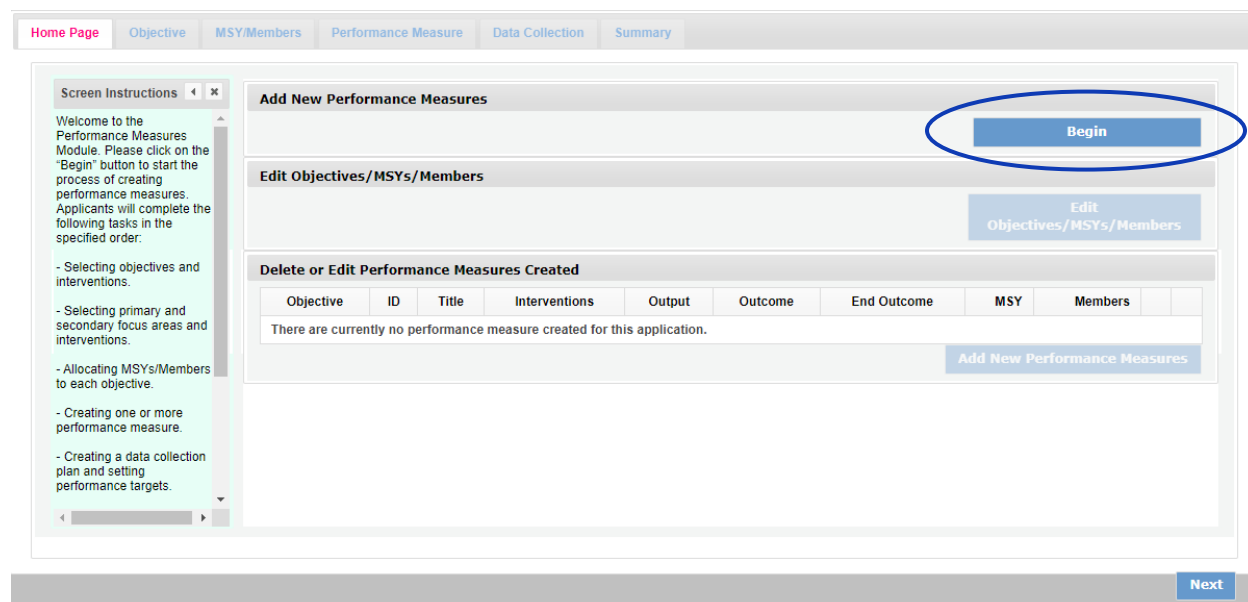 Home Page Objective MSY/Members Performance Measure Data Collection Summary
Screen Instructions
Welcome to the
Performance Measures
Module. Please click on the
"Begin" button to start the
process of creating
performance measures.
Applicants will complete the
following tasks in the
specified order:
- Selecting objectives and
interventions.
- Selecting primary and
secondary focus areas and
interventions.
- Allocating MSYs/Members
to each objective.
- Creating one or more
performance measure.
- Creating a data collection
plan and setting
performance targets.
Add New Performance Measures
Begin
Edit Objectives/MSYs/Members
Edit
Objectives/MSYs/Members
Delete or Edit Performance Measures Created
Objective ID Title Interventions Output Outcome End Outcome MSY Members
There are currently no performance measure created for this application.
Add New Performance Measures
Next